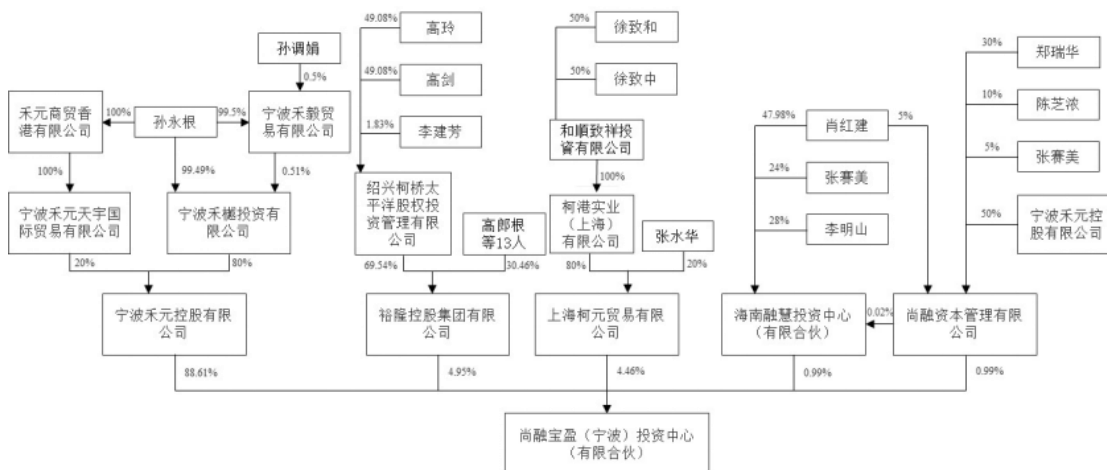 49.08%
高玲
50%
徐致和
孙调娟
30%
郑瑞华
0.5%
49.08%
高剑
50%
徐致中
10%
陈芝浓
禾元商贸香
港有限公司
100%
孙永根
99.5%
宁波禾毅贸
易有限公司
1.83%
李建芳
和順致祥投
資有限公司
47.98%
肖红建
5%
5%
张赛美
100%
99.49%
0.51%
100%
24%
张赛美
宁波禾元天宇国
际贸易有限公司
宁波禾樾投资有
限公司
绍兴柯桥太
平洋股权投
资管理有限
公司
高郎根
等13人
柯港实业
（上海）
有限公司
张水华
28%
李明山
50%
宁波禾元控
股有限公司
20%
80%
69.54%
30.46%
80%
20%
宁波禾元控股有限公
司
裕隆控股集团有限公
司
上海柯元贸易有限公
司
海南融慧投资中心
（有限合伙）
0.02%
尚融资本管理有限公
司
88.61%
4.95%
4.46%
0.99%
0.99%
尚融宝盈（宁波）投资中心
（有限合伙）